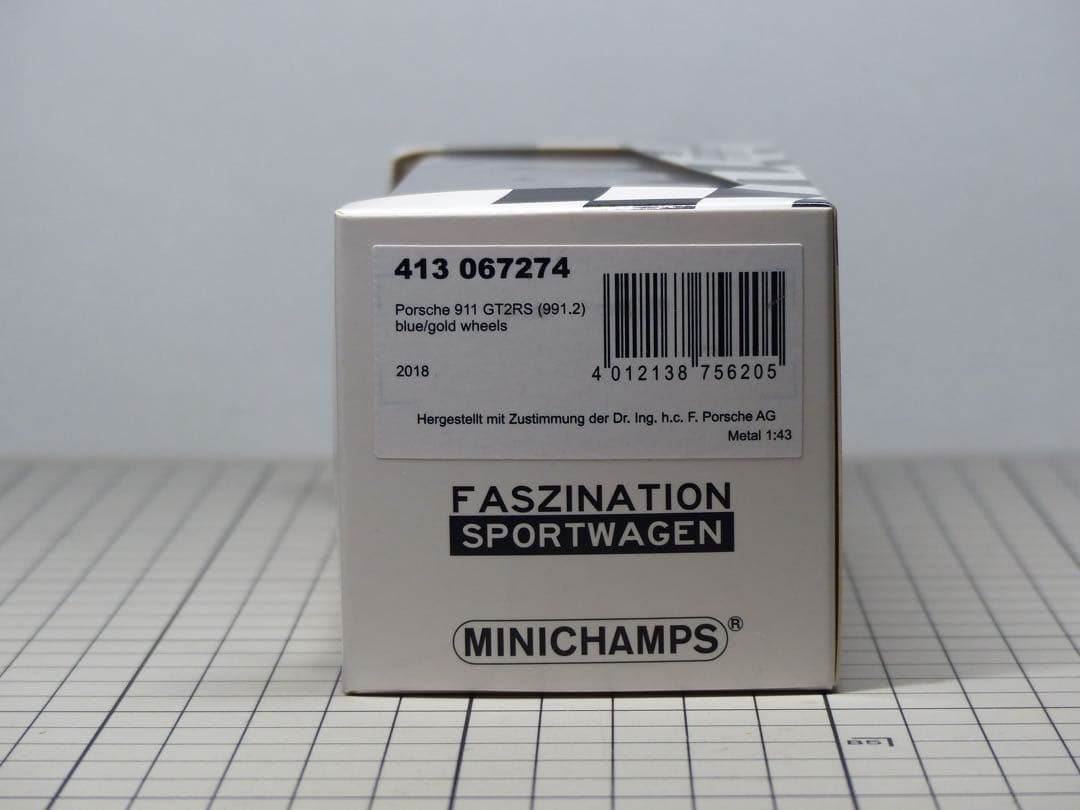 413 067274
Porsche 911 GT2RS (991.2)
blue/gold wheels
2018
4 012138 756205
Hergestellt mit Zustimmung der Dr. Ing. h.c. F. Porsche AG
Metal 1:43
FASZINATION
SPORTWAGEN
MINICHAMPS®